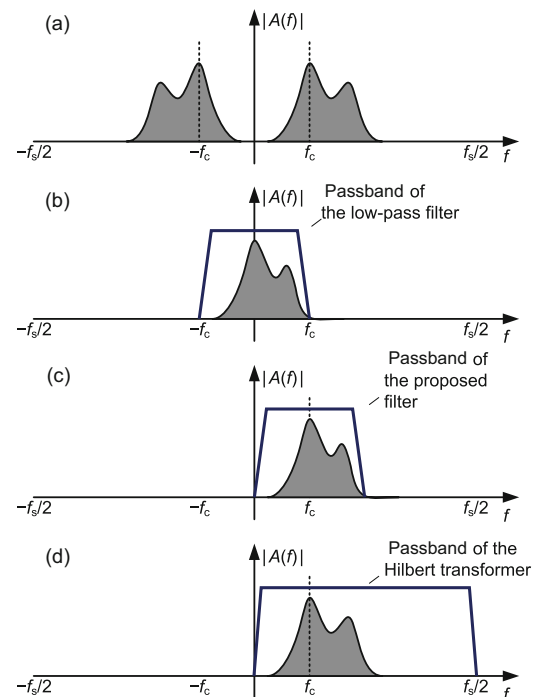 (a)
|A(f)|
−fs/2
−fc
fc
fs/2
f
(b)
|A(f)|
Passband of
the low-pass filter
−fs/2
−fc
fc
fs/2
f
(c)
|A(f)|
Passband of
the proposed
filter
−fs/2
−fc
fc
fs/2
f
(d)
|A(f)|
Passband of the
Hilbert transformer
−fs/2
−fc
fc
fs/2
f